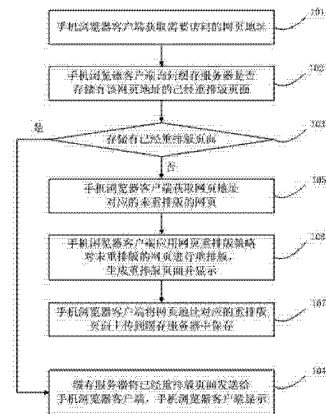 101
手机浏览器客户端获取需要访问的网页地址
102
手机浏览器客户端访问缓存服务器是否
存储有该网页地址的已经重排版页面
103
是
存储有已经重排版页面
否
105
手机浏览器客户端获取网页地址
对应的未重排版的网页
106
手机浏览器客户端应用网页重排版策略
对未重排版的网页进行重排版，
生成重排版页面并显示
107
手机浏览器客户端将网页地址对应的重排版
页面上传到缓存服务器中保存
104
缓存服务器将已经重排版页面发送给
手机浏览器客户端，手机浏览器客户端显示